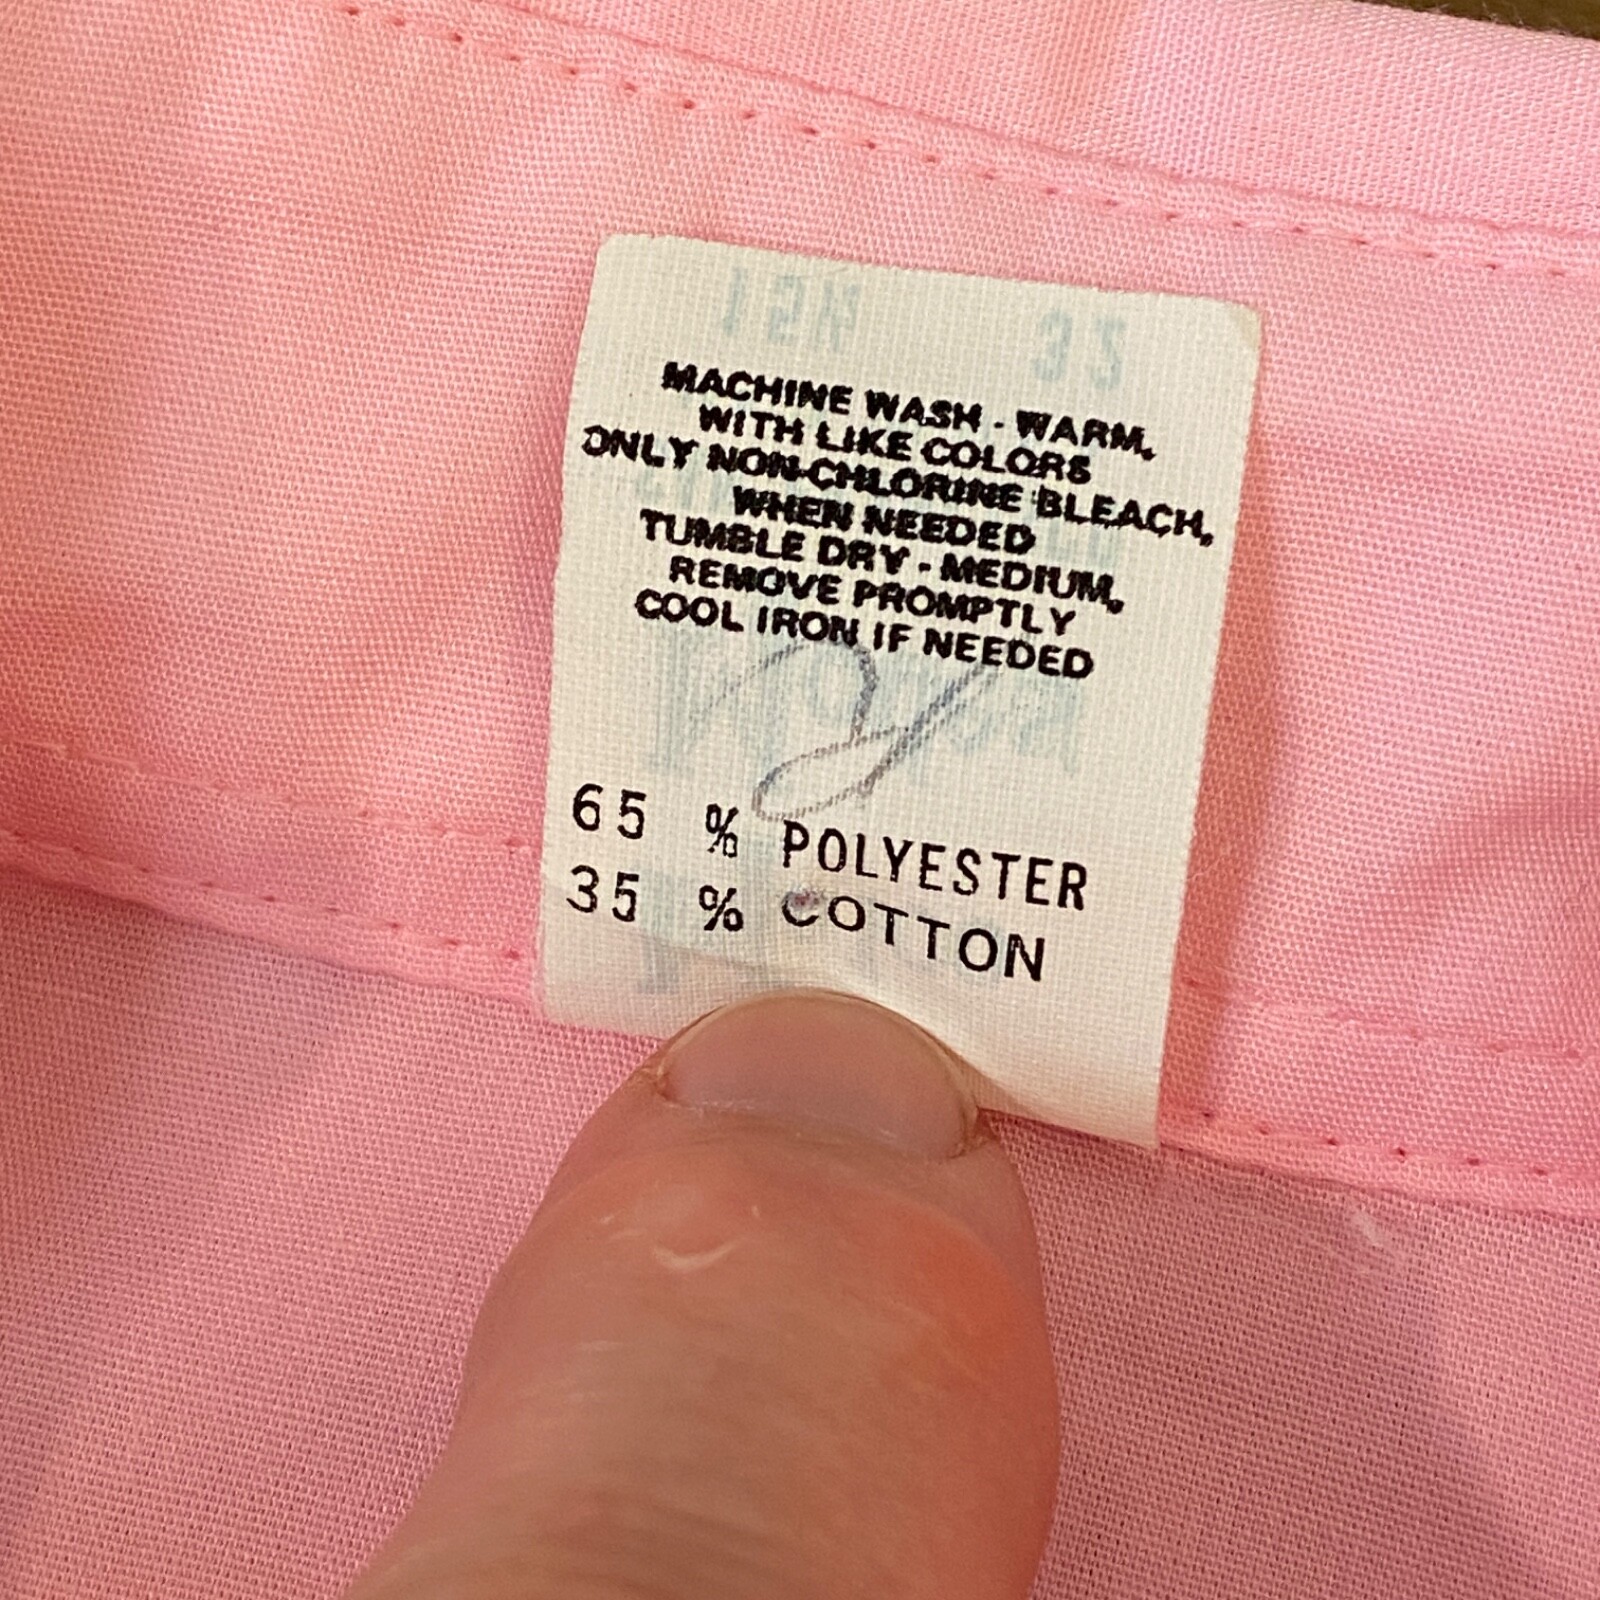 MACHINE WASH - WARM,
WITH LIKE COLORS
ONLY NON-CHLORINE BLEACH,
WHEN NEEDED
TUMBLE DRY - MEDIUM,
REMOVE PROMPTLY
COOL IRON IF NEEDED
65 % POLYESTER
35 % COTTON